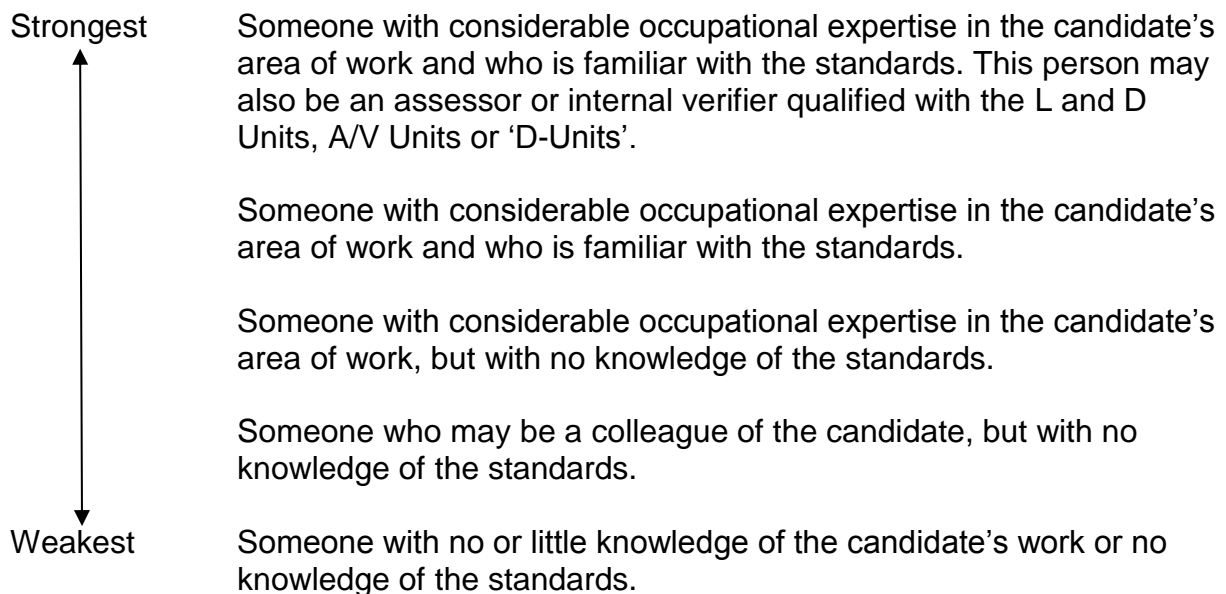 Strongest Someone with considerable occupational expertise in the candidate’s
area of work and who is familiar with the standards. This person may
also be an assessor or internal verifier qualified with the L and D
Units, A/V Units or ‘D-Units’.
Someone with considerable occupational expertise in the candidate’s
area of work and who is familiar with the standards.
Someone with considerable occupational expertise in the candidate’s
area of work, but with no knowledge of the standards.
Someone who may be a colleague of the candidate, but with no
knowledge of the standards.
Weakest Someone with no or little knowledge of the candidate’s work or no
knowledge of the standards.